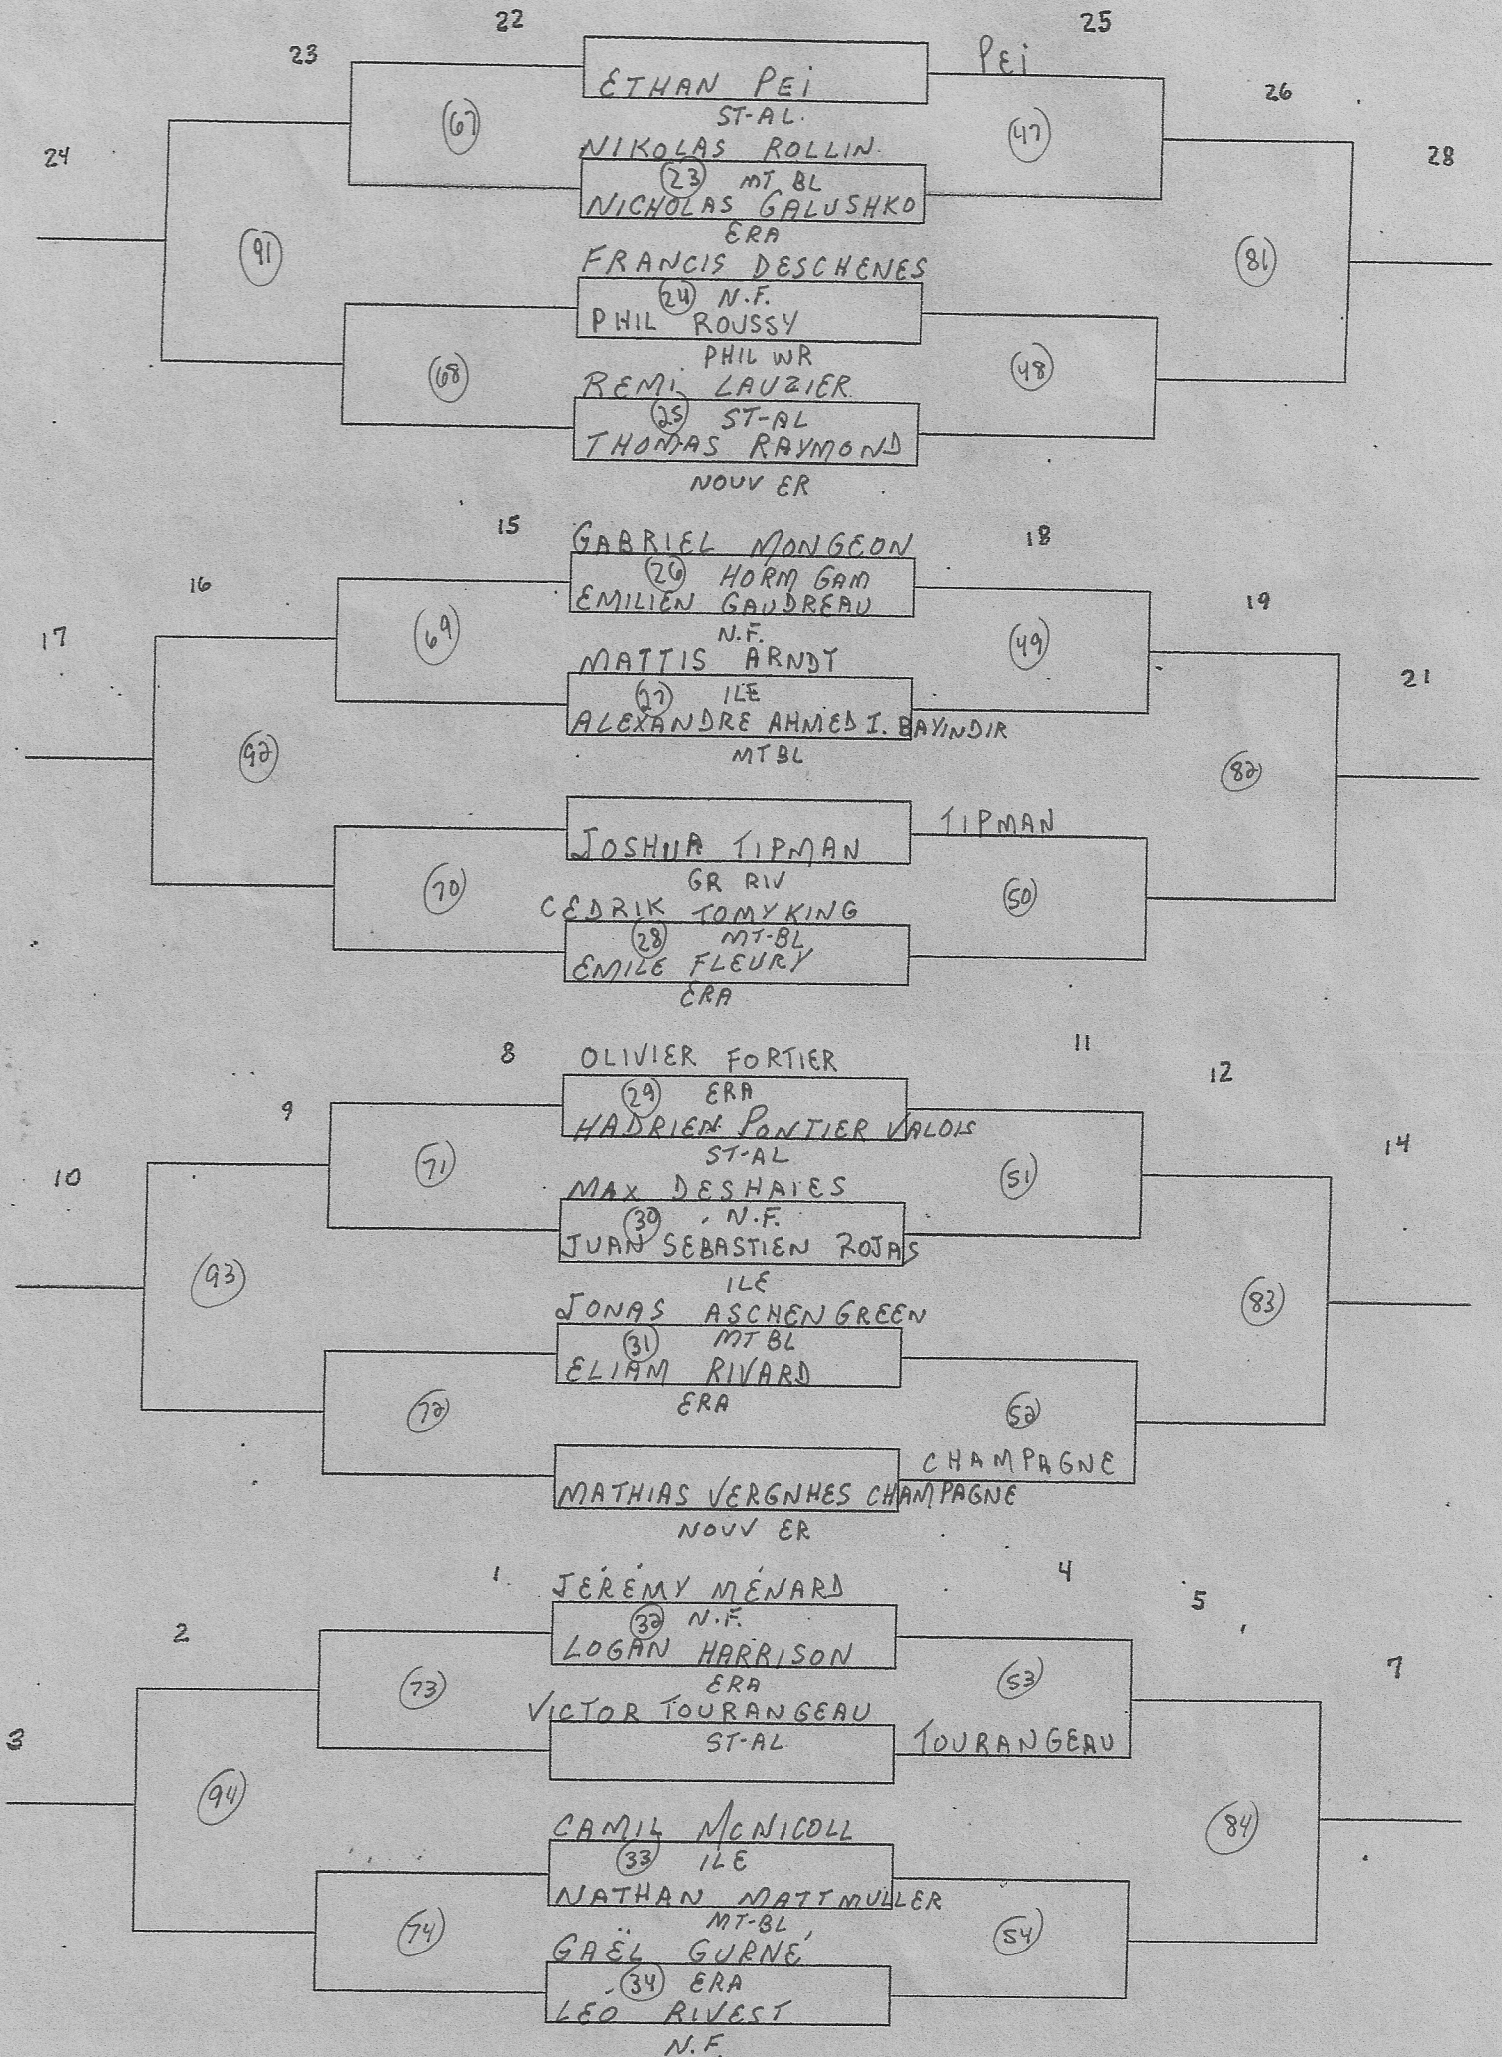 22
25
23
PEi
ETHAN PEi
26
ST-AL.
67
47
NIKOLAS ROLLIN
24
28
23 MT BL
NICHOLAS GALUSHKO
ERA
91
FRANCIS DESCHENES
81
24 N.F.
PHIL ROUSSY
PHIL WR
68
48
REMI LAUZIER
25 ST-AL
THOMAS RAYMOND
NOUV ER
15
18
GABRIEL MONGEON
16
26 HORM GAM
EMILIEN GAUDREAU
19
17
69
49
N.F.
MATTIS ARNDT
21
27 ILE
ALEXANDRE AHMED I. BAYINDIR
MTBL
92
82
TIPMAN
JOSHUA TIPMAN
GR RIV
70
50
CEDRIK TOMYKING
28 MT-BL
EMILE FLEURY
ERA
8
OLIVIER FORTIER
11
12
9
29 ERA
HADRIEN PONTIER VALOIS
14
10
ST-AL
71
51
MAX DESHAIES
30 N.F.
JUAN SEBASTIEN ROJAS
93
ILE
83
JONAS ASCHENGREEN
31 MT BL
ELIAM RIVARD
ERA
72
52
CHAMPAGNE
MATHIAS VERGNHES CHAMPAGNE
NOUV ER
1
JÉRÉMY MÉNARD
4
5
2
32 N.F.
LOGAN HARRISON
7
ERA
73
53
VICTOR TOURANGEAU
3
ST-AL
TOURANGEAU
94
CAMIL MCNICOLL
84
33 ILE
NATHAN MATTMULLER
MT-BL
74
54
GAËL GURNÉ
34 ERA
LÉO RIVEST
N.F.